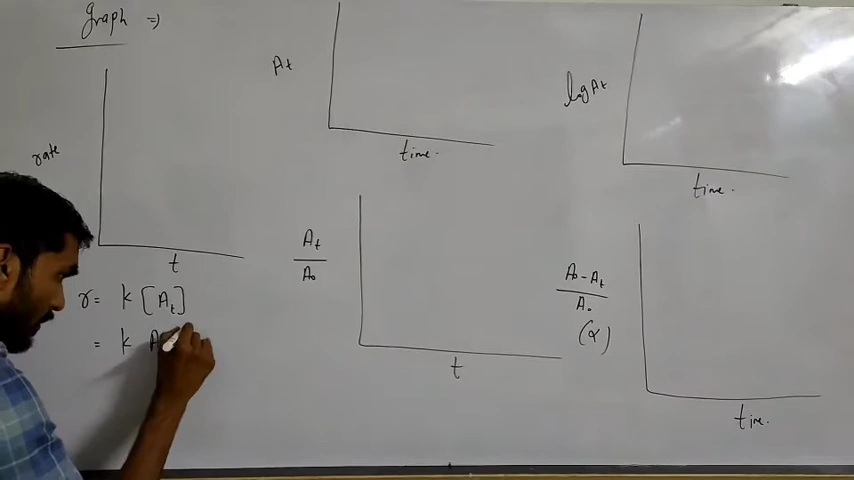 graph ⇒
rate
t
r = k [At]
= k A
At
time.
At
A₀
t
log At
time.
A₀ - At
A₀
(α)
time.